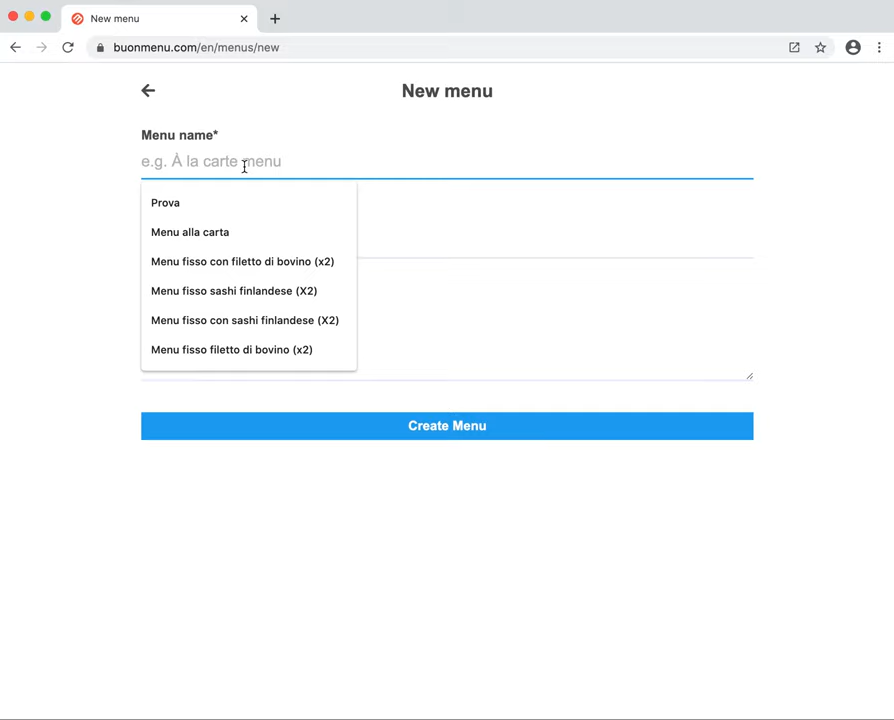 New menu
buonmenu.com/en/menus/new
New menu
Menu name*
e.g. À la carte menu
Prova
Menu alla carta
Menu fisso con filetto di bovino (x2)
Menu fisso sashi finlandese (X2)
Menu fisso con sashi finlandese (X2)
Menu fisso filetto di bovino (x2)
Create Menu